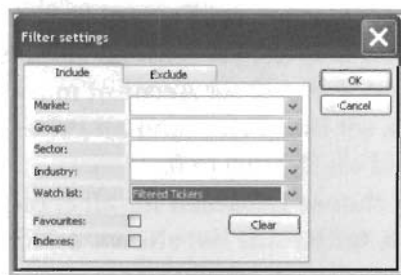 Filter settings
Include
Exclude
OK
Cancel
Market:
Group:
Sector:
Industry:
Watch list:
Filtered Tickers
Favourites:
Clear
Indexes: